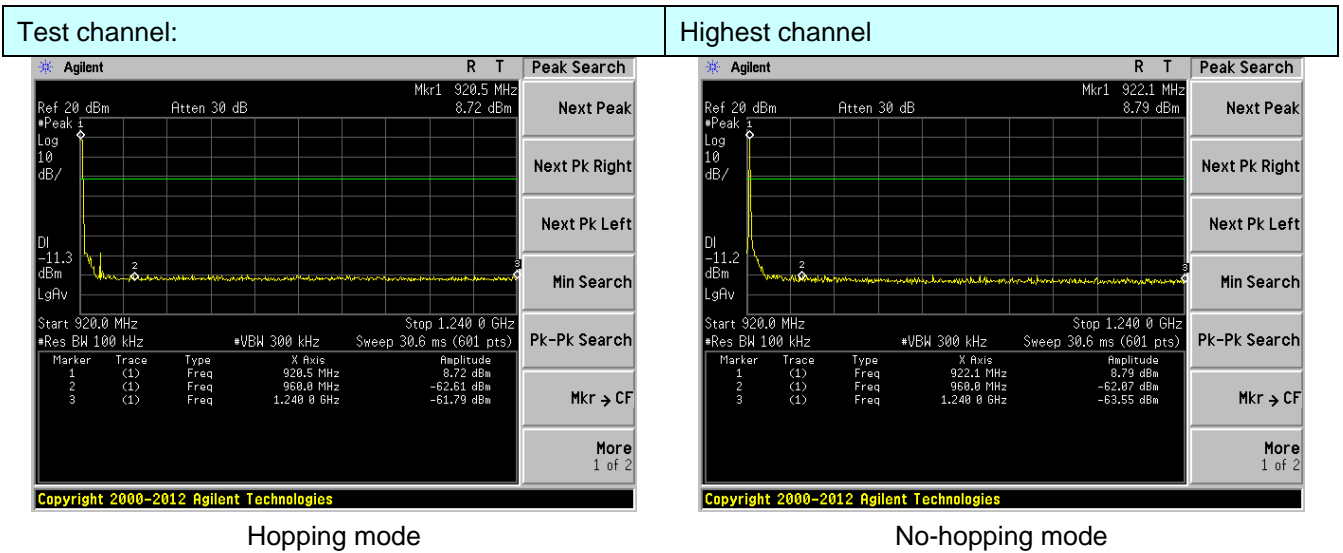 Test channel: Highest channel
Agilent R T Peak Search
Mkr1 920.5 MHz
Ref 20 dBm Atten 30 dB 8.72 dBm
#Peak
Log
10
dB/
DI
-11.3
dBm
LgAv
1
2
3
Start 920.0 MHz Stop 1.240 0 GHz
#Res BW 100 kHz #VBW 300 kHz Sweep 30.6 ms (601 pts)
Marker Trace Type X Axis Amplitude
1 (1) Freq 920.5 MHz 8.72 dBm
2 (1) Freq 960.0 MHz -62.61 dBm
3 (1) Freq 1.240 0 GHz -61.79 dBm
Next Peak
Next Pk Right
Next Pk Left
Min Search
Pk-Pk Search
Mkr → CF
More
1 of 2
Copyright 2000-2012 Agilent Technologies
Hopping mode
Agilent R T Peak Search
Mkr1 922.1 MHz
Ref 20 dBm Atten 30 dB 8.79 dBm
#Peak
Log
10
dB/
DI
-11.2
dBm
LgAv
1
2
3
Start 920.0 MHz Stop 1.240 0 GHz
#Res BW 100 kHz #VBW 300 kHz Sweep 30.6 ms (601 pts)
Marker Trace Type X Axis Amplitude
1 (1) Freq 922.1 MHz 8.79 dBm
2 (1) Freq 960.0 MHz -62.07 dBm
3 (1) Freq 1.240 0 GHz -63.55 dBm
Next Peak
Next Pk Right
Next Pk Left
Min Search
Pk-Pk Search
Mkr → CF
More
1 of 2
Copyright 2000-2012 Agilent Technologies
No-hopping mode